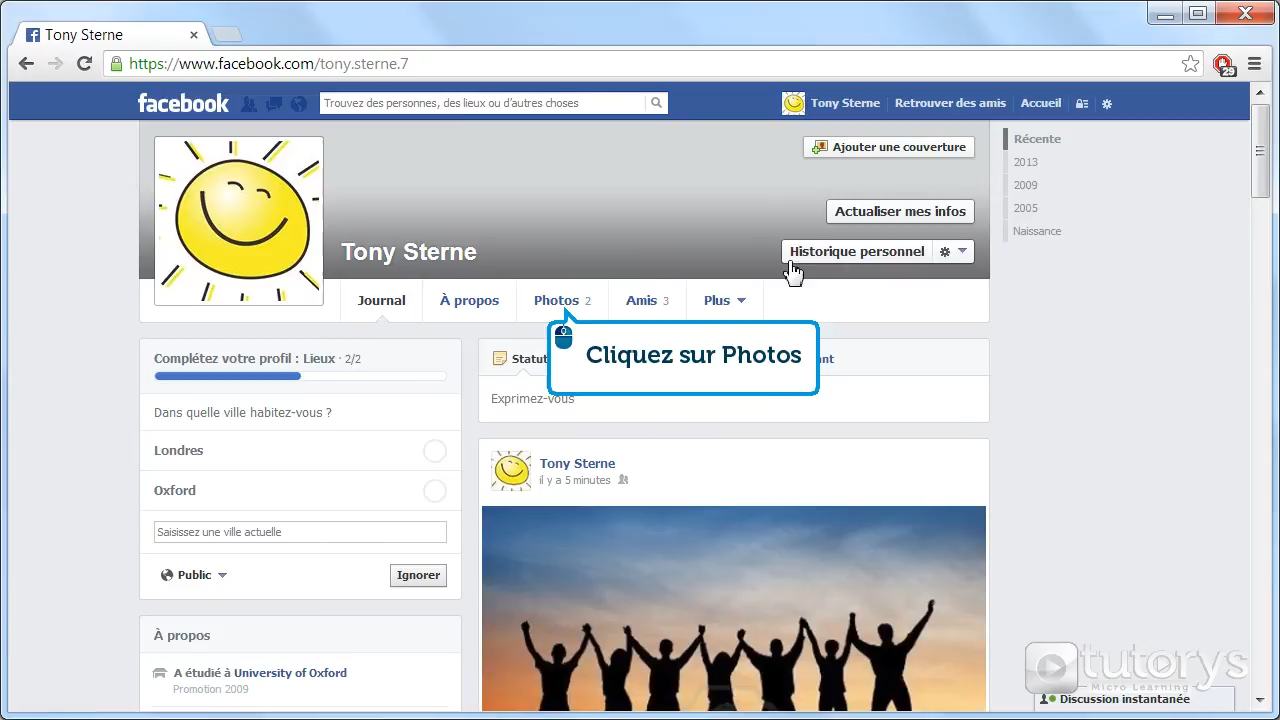 Tony Sterne
https://www.facebook.com/tony.sterne.7
29
facebook
Trouvez des personnes, des lieux ou d'autres choses
Tony Sterne
Retrouver des amis
Accueil
Ajouter une couverture
Actualiser mes infos
Tony Sterne
Historique personnel
Récente
2013
2009
2005
Naissance
Journal
À propos
Photos 2
Amis 3
Plus
Cliquez sur Photos
Complétez votre profil : Lieux · 2/2
Dans quelle ville habitez-vous ?
Londres
Oxford
Saisissez une ville actuelle
Public
Ignorer
À propos
A étudié à University of Oxford
Promotion 2009
Exprimez-vous
Tony Sterne
il y a 5 minutes
tutorys
Micro Learning
Discussion instantanée